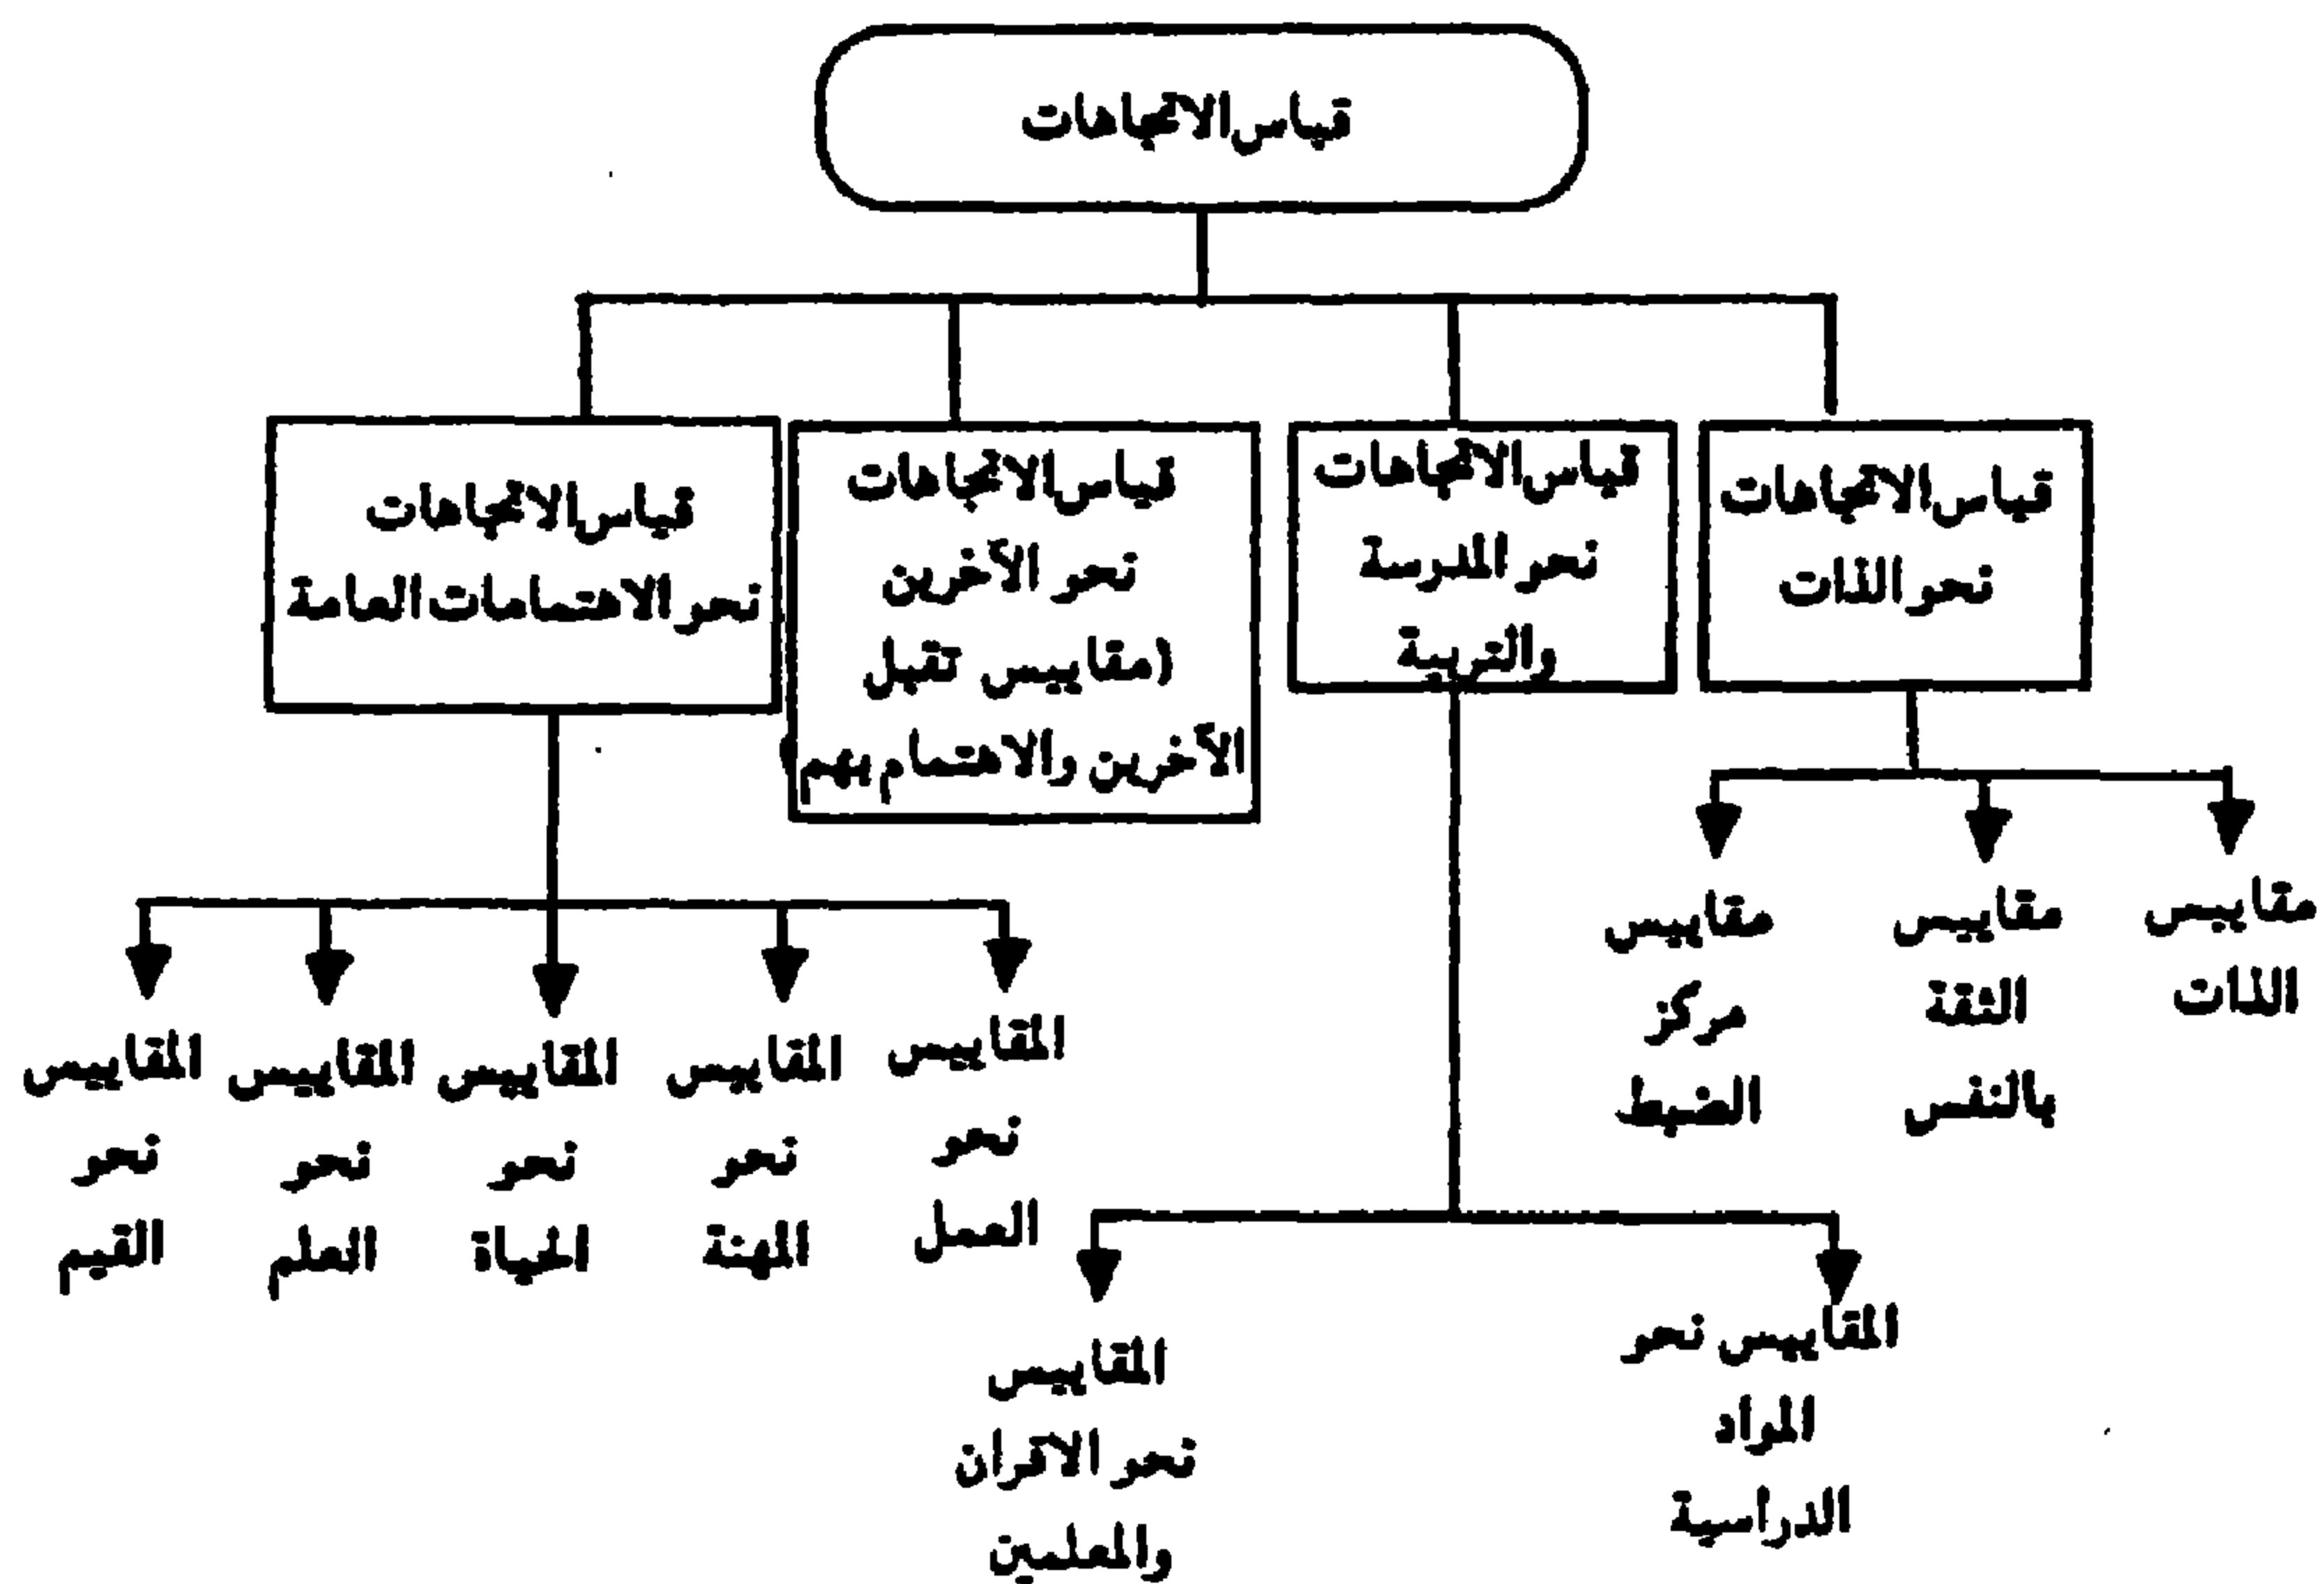 قياس الاتجاهات
قياس الاتجاهات
نحو الذات
قياس الاتجاهات
نحو المدرسة
والتربية
قياس الاتجاهات
نحو الآخرين
(مقاييس تقبل
الآخرين والاهتمام بهم
قياس الاتجاهات
نحو الاهتمامات العامة
مقاييس
الذات
مقاييس
الثقة
بالنفس
مقاييس
مركز
الضبط
المقاييس نحو
المواد
الدراسية
المقاييس
نحو الاقران
والمعلمين
المقاييس
نحو
العمل
المقاييس
نحو
المهنة
المقاييس
نحو
الحياة
المقاييس
نحو
العلم
المقاييس
نحو
القيم